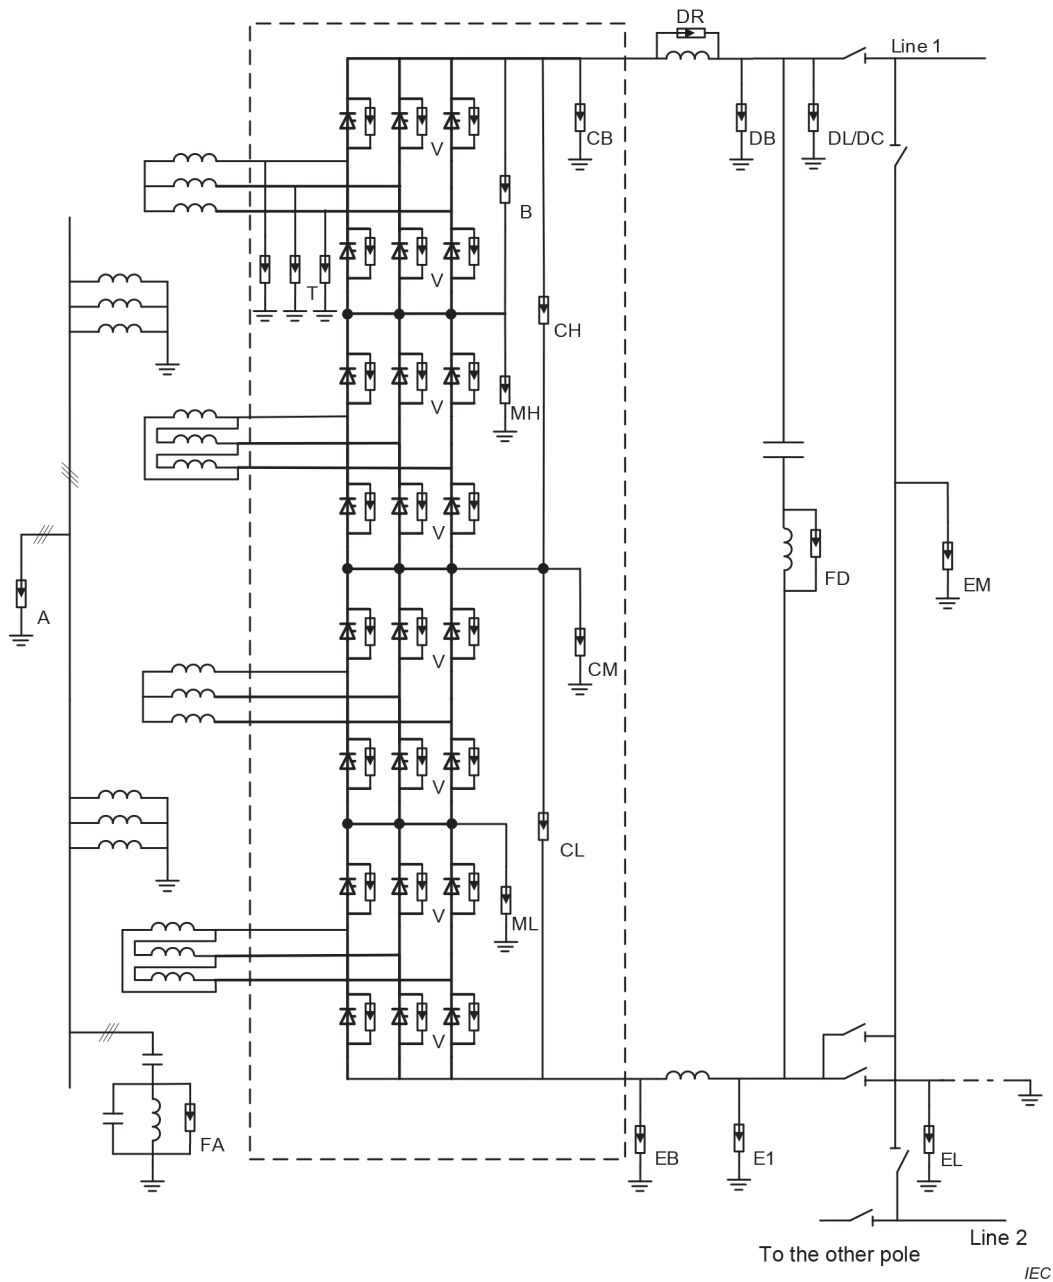 DR
Line 1
CB
DB
DL/DC
V
B
V
T
CH
V
MH
V
FD
EM
A
V
CM
V
CL
V
ML
V
FA
EB
E1
EL
Line 2
To the other pole
IEC